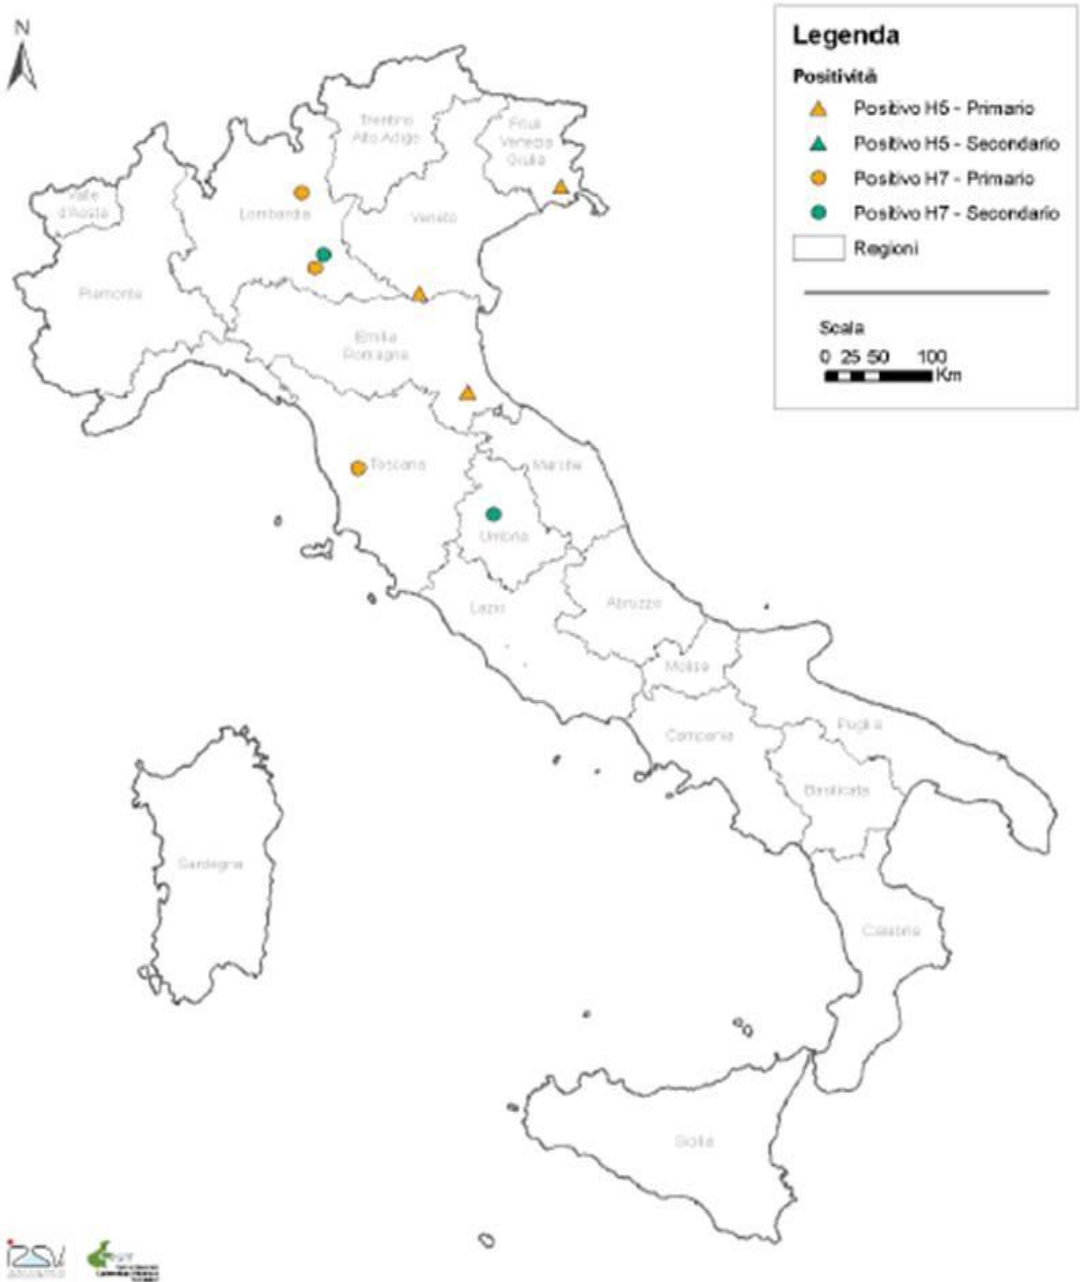 N
Legenda
Positività
Positivo H5 - Primario
Positivo H5 - Secondario
Positivo H7 - Primario
Positivo H7 - Secondario
Regioni
Scala
0 25 50 100
Km
Trentino
Alto Adige
Friuli
Venezia
Giulia
Valle
d'Aosta
Lombardia
Veneto
Piemonte
Emilia
Romagna
Toscana
Marche
Umbria
Lazio
Abruzzo
Molise
Campania
Puglia
Basilicata
Sardegna
Calabria
Sicilia